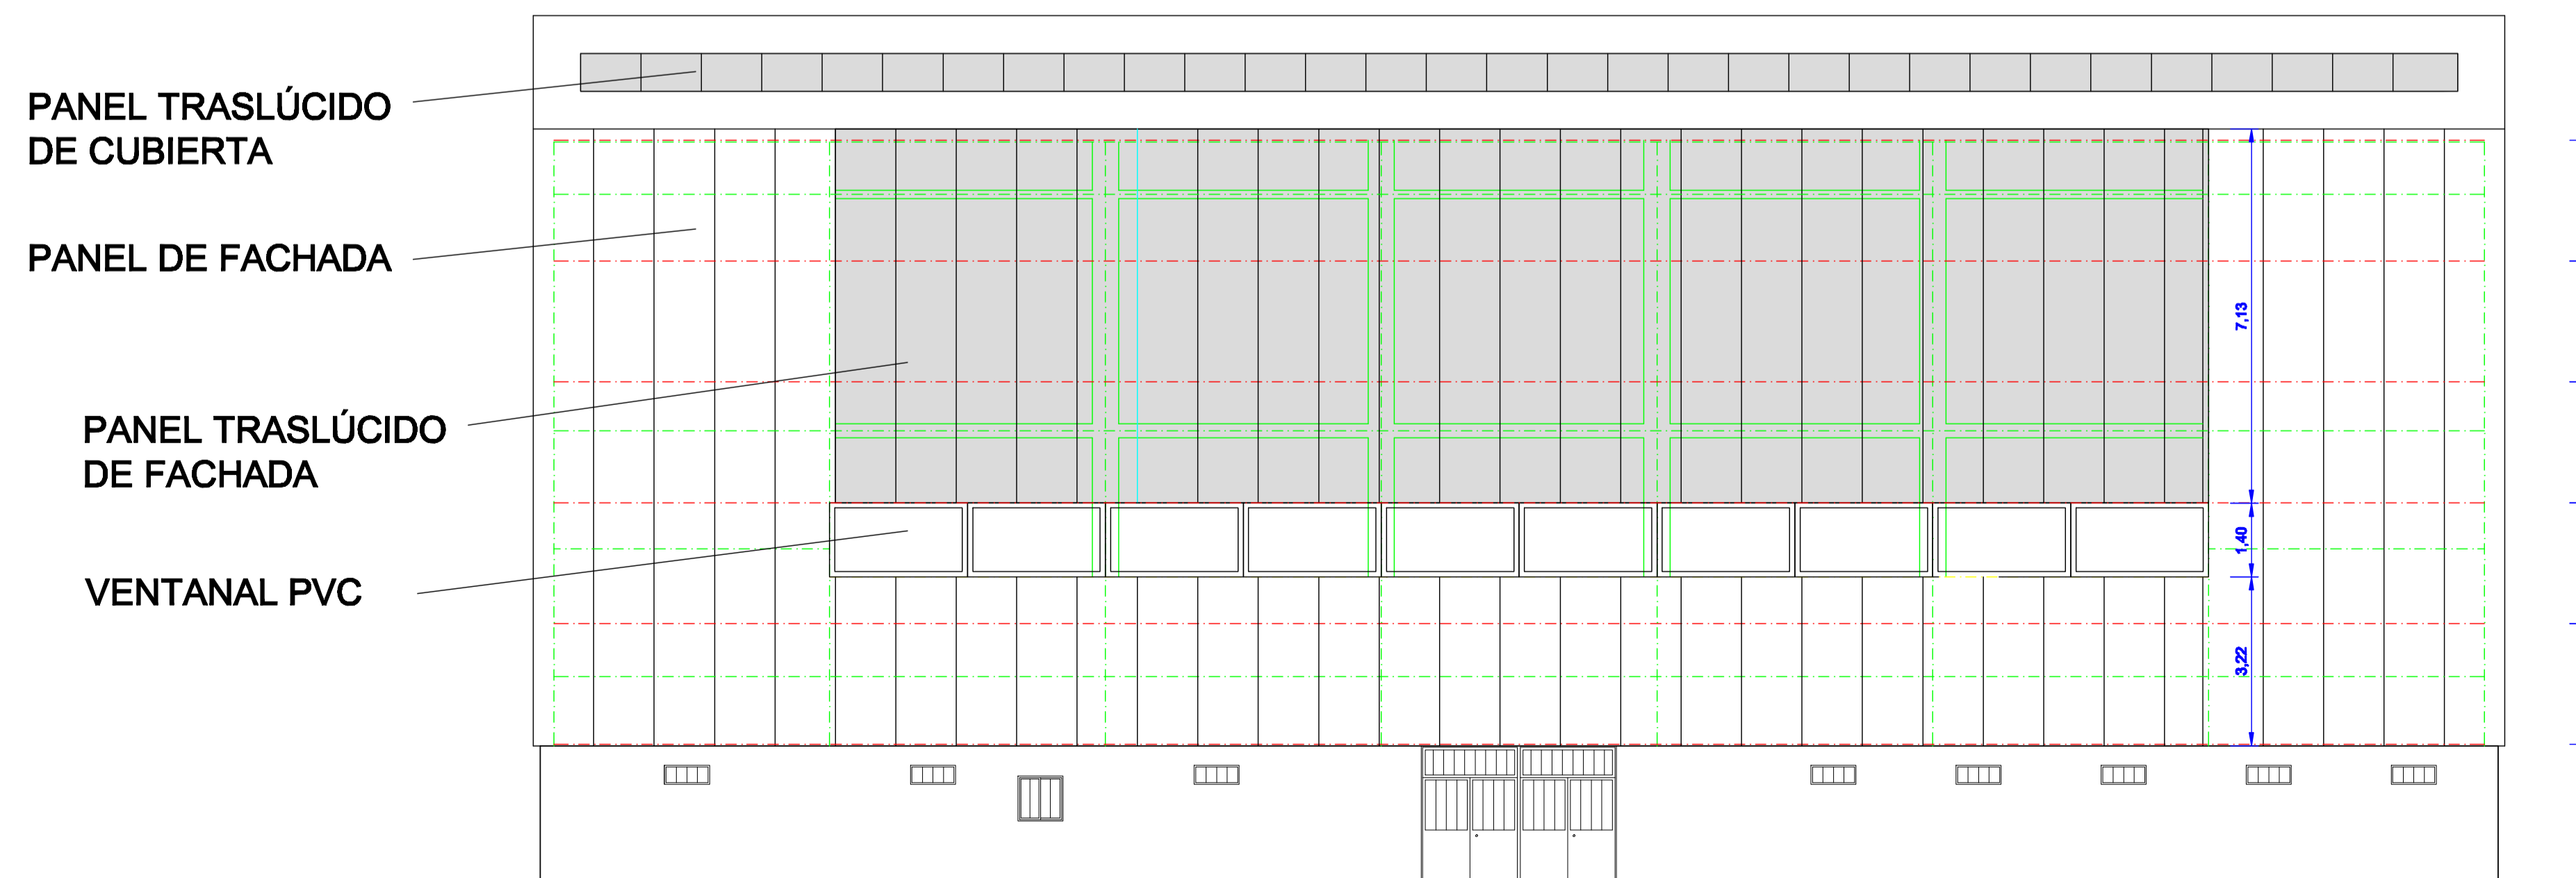 PANEL TRASLÚCIDO
DE CUBIERTA
PANEL DE FACHADA
PANEL TRASLÚCIDO
DE FACHADA
VENTANAL PVC
7,13
1,40
3,22